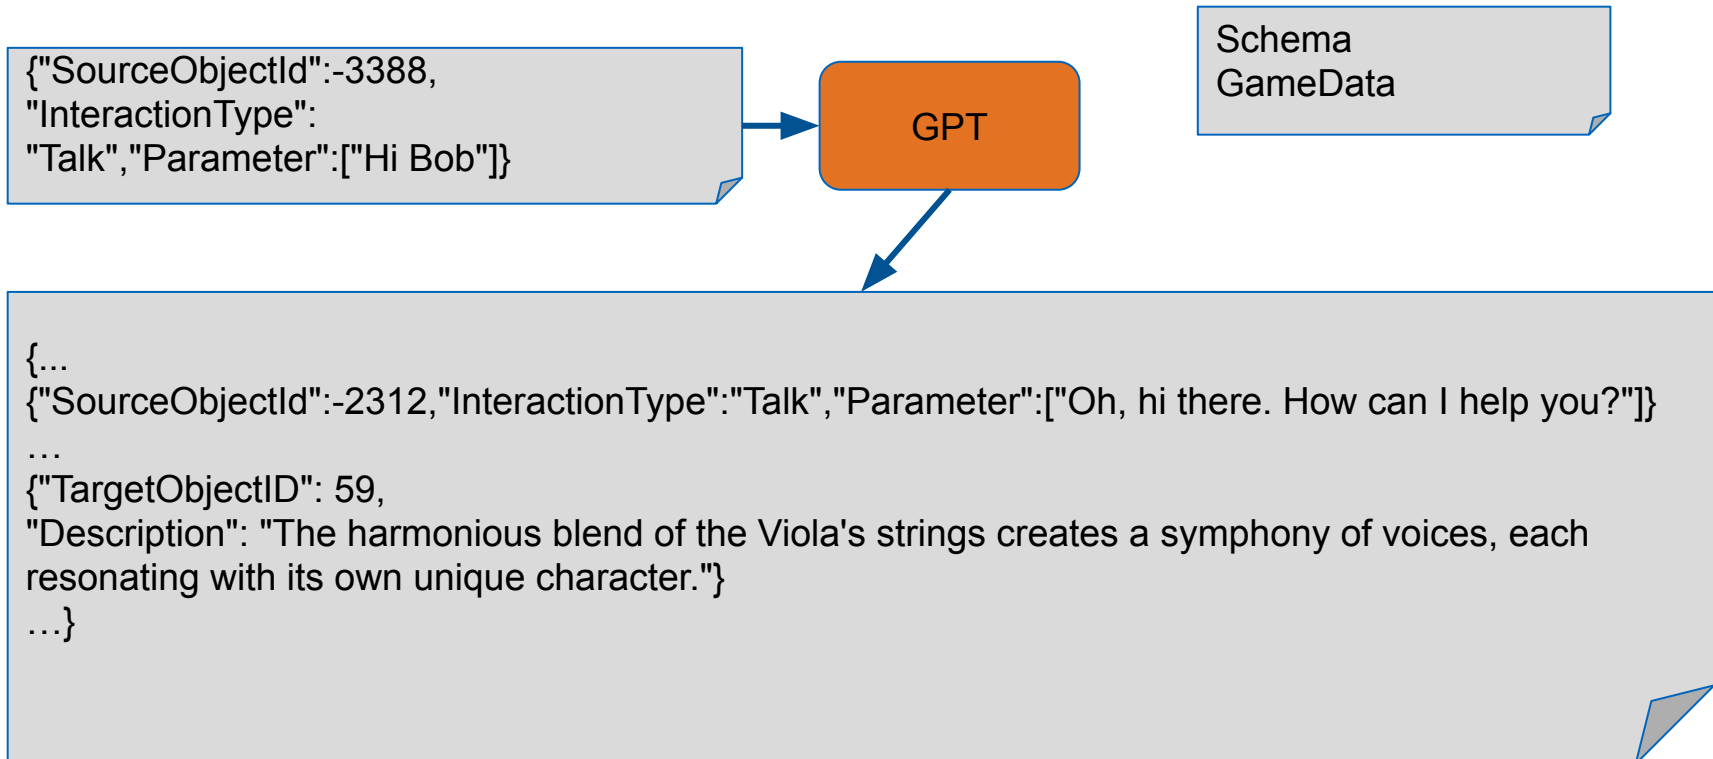 {"SourceObjectId":-3388,
"InteractionType":
"Talk","Parameter":["Hi Bob"]}
GPT
Schema
GameData
{...
{"SourceObjectId":-2312,"InteractionType":"Talk","Parameter":["Oh, hi there. How can I help you?"]}
…
{"TargetObjectID": 59,
"Description": "The harmonious blend of the Viola's strings creates a symphony of voices, each
resonating with its own unique character."}
…}